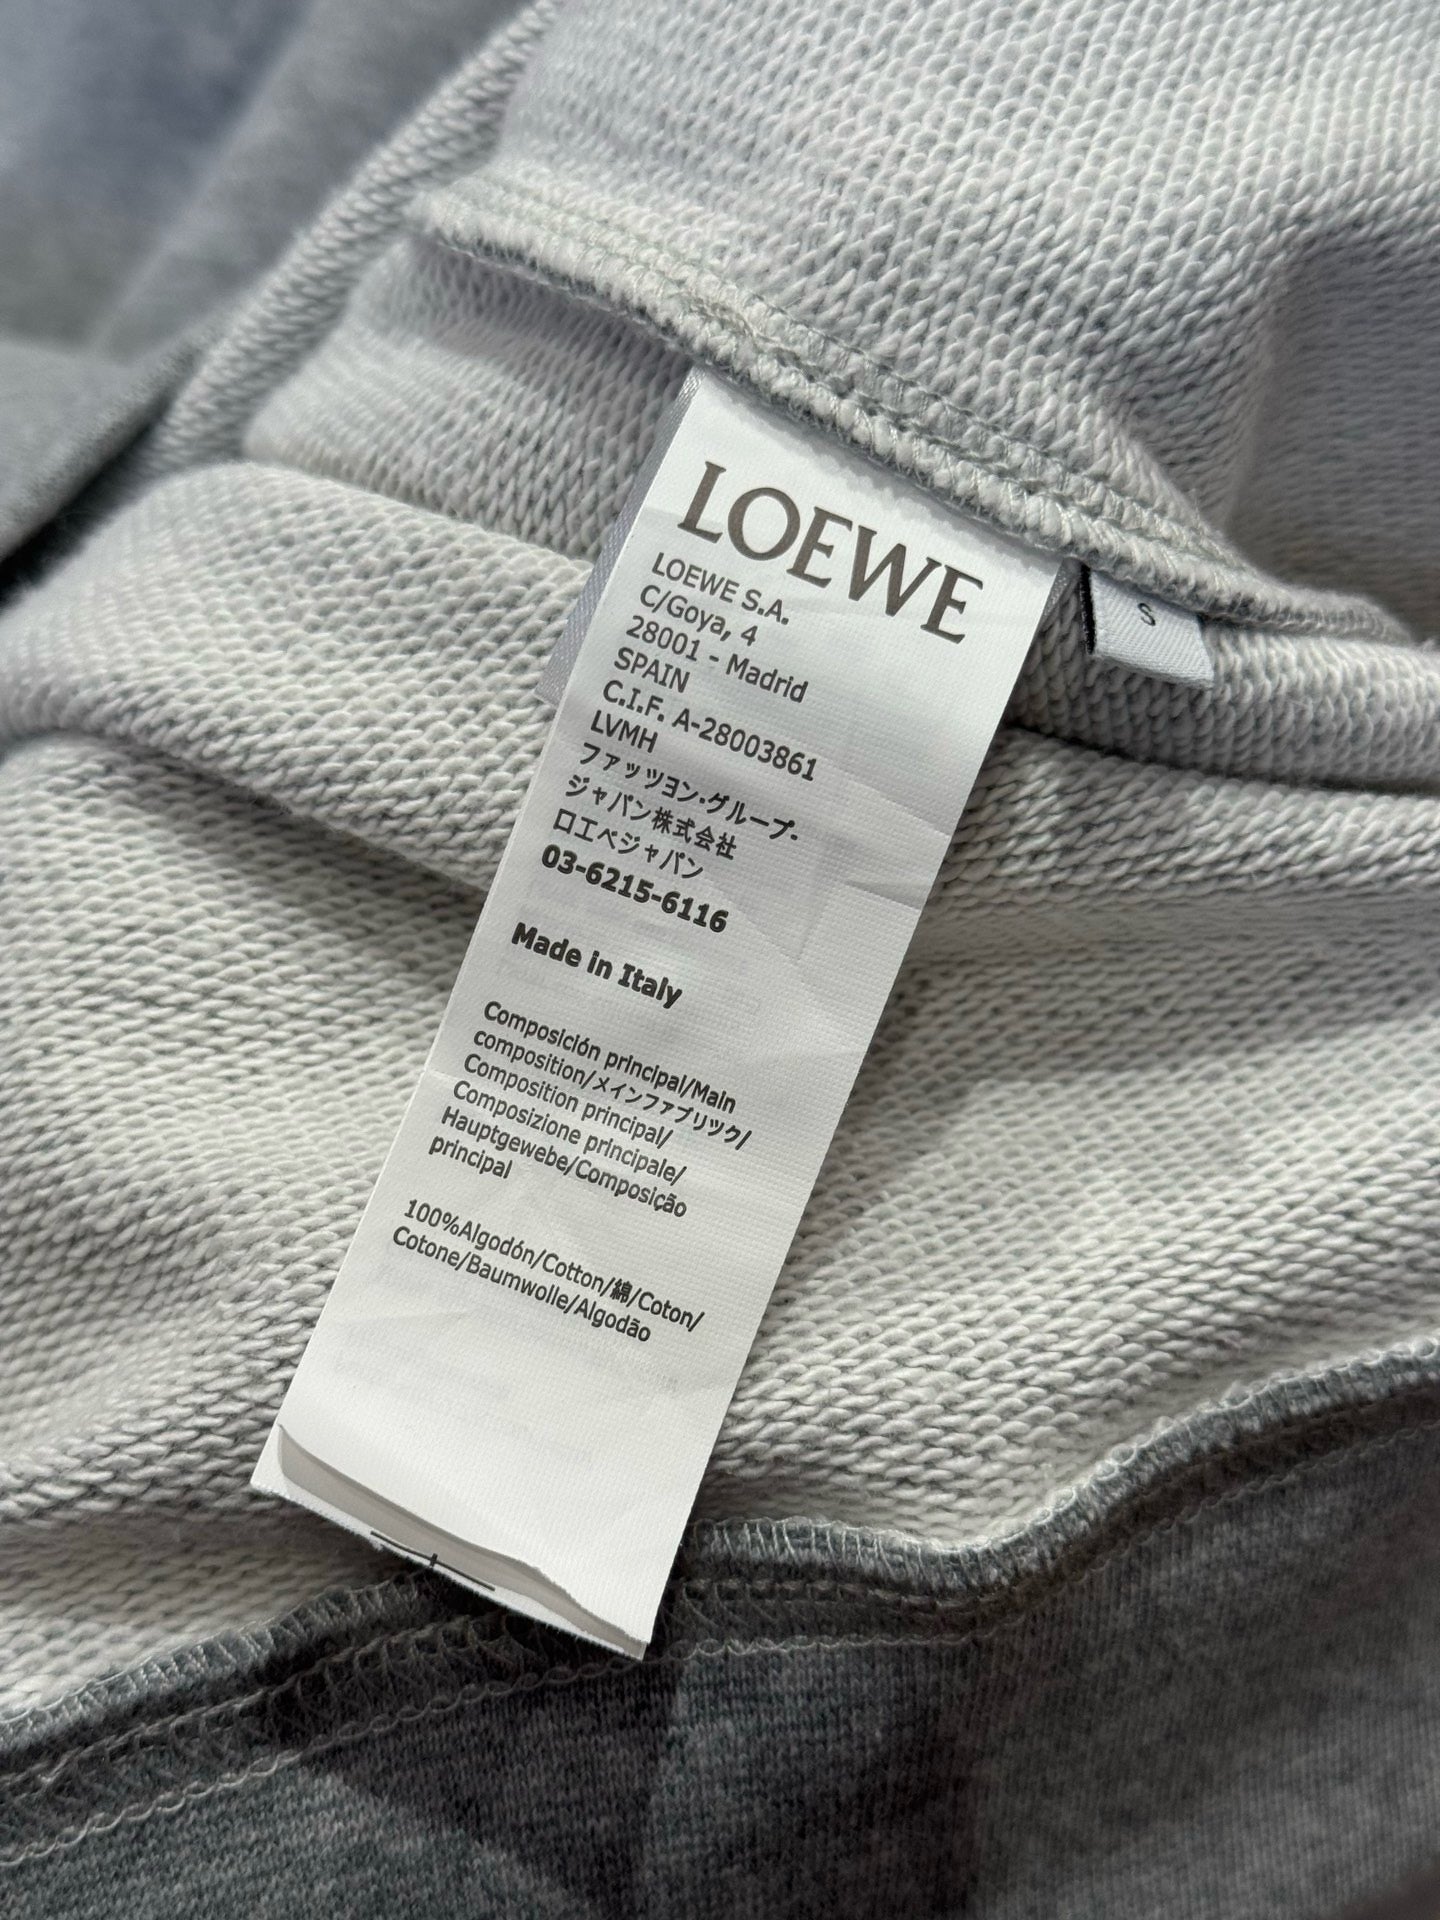 LOEWE
LOEWE S.A.
C/Goya, 4
28001 - Madrid
SPAIN
C.I.F. A-28003861
LVMH
ファッツヨン・グループ-
ジャパン株式会社
ロエベジャパン
03-6215-6116
Made in Italy
Composición principal/Main
composition/メインファブリツク/
Composition principal/
Composizione principale/
Hauptgewebe/Composição
principal
100%Algodón/Cotton/綿/Coton/
Cotone/Baumwolle/Algodão
S